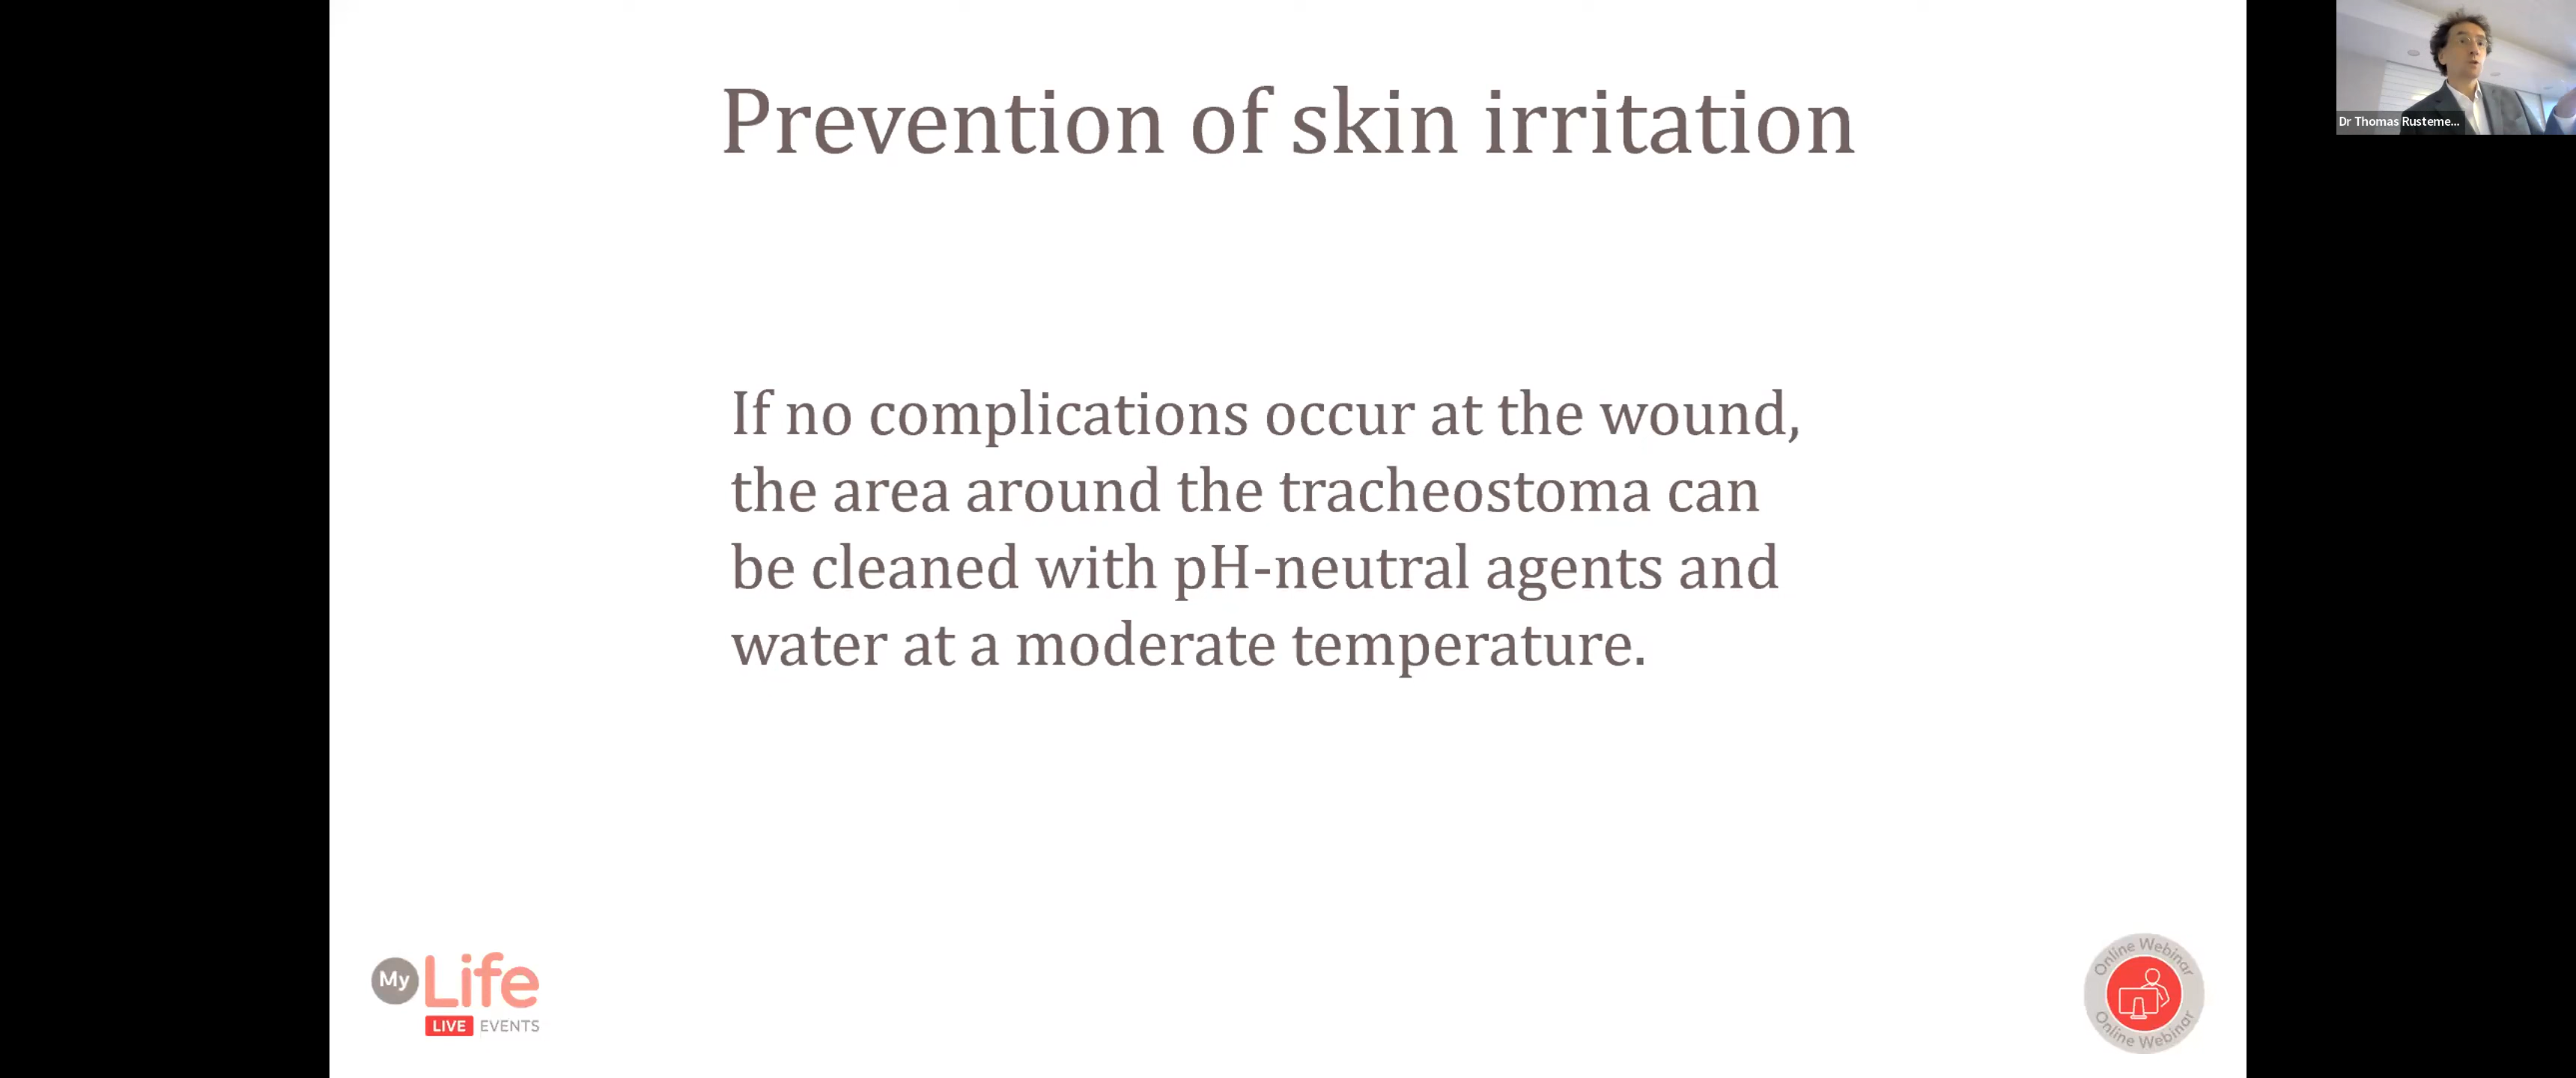 Prevention of skin irritation
Dr Thomas Rusteme...
If no complications occur at the wound,
the area around the tracheostoma can
be cleaned with pH-neutral agents and
water at a moderate temperature.
My Life
LIVE EVENTS
Online Webinar
Online Webinar